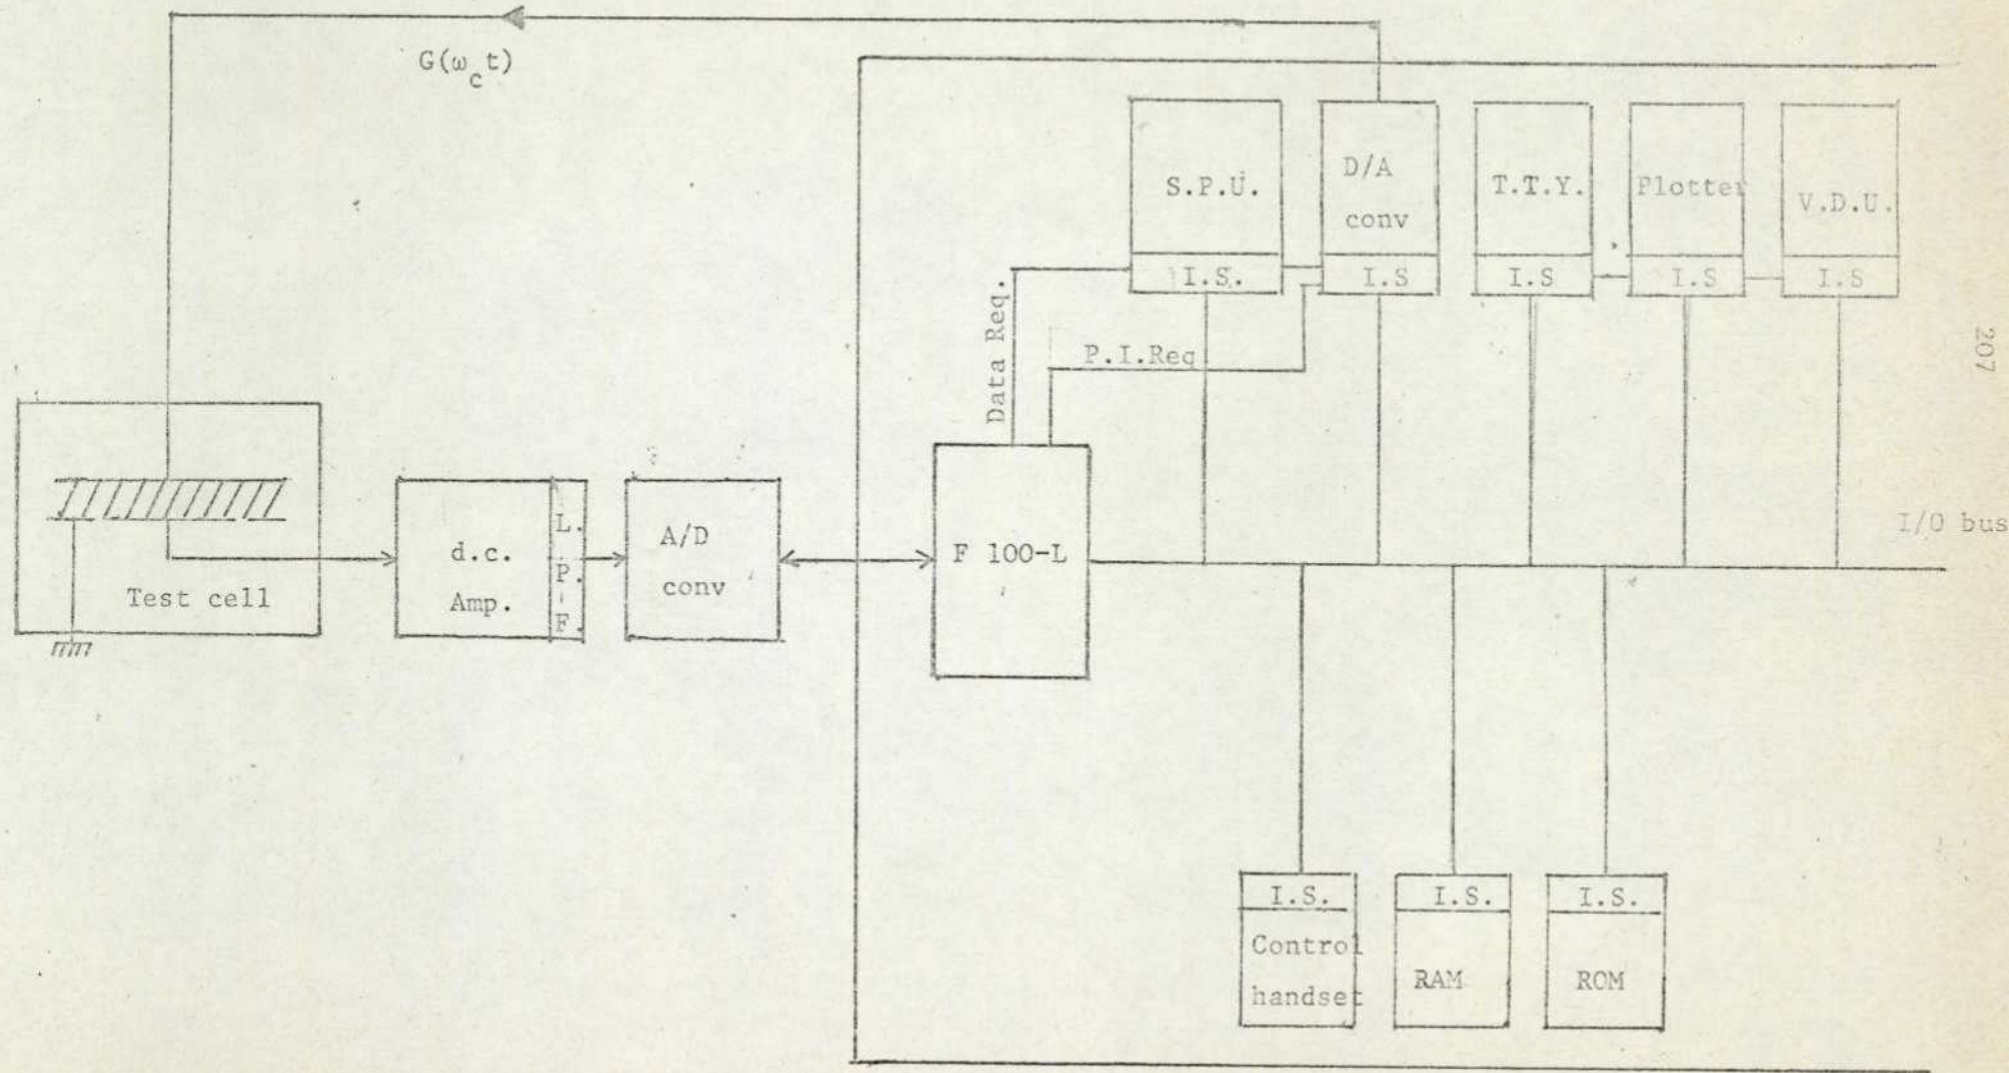 G(ω_c t)
S.P.U.
I.S.
D/A
conv
I.S
T.T.Y.
I.S
Plotter
I.S
V.D.U.
I.S
Data Req.
P.I.Req
207
Test cell
d.c.
Amp.
L.
P.
F.
A/D
conv
F 100-L
I/O bus
I.S.
Control
handset
I.S.
RAM
I.S.
ROM